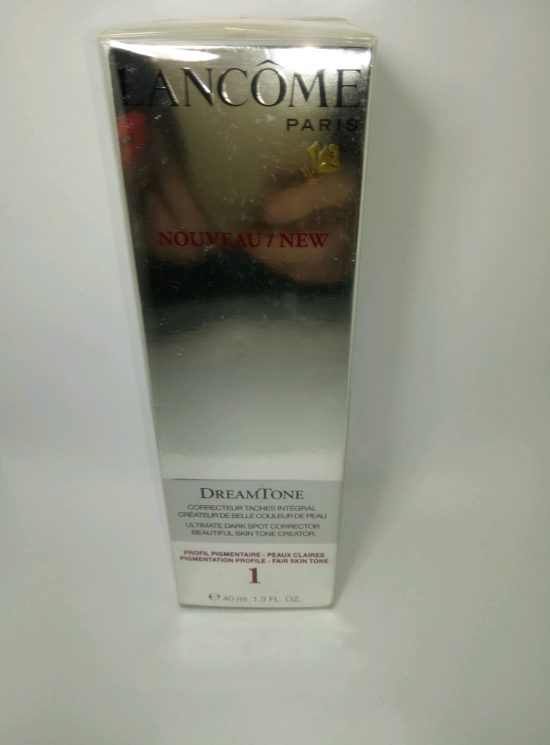 LANCÔME
PARIS
NOUVEAU / NEW
DREAMTONE
CORRECTEUR TACHES INTÉGRAL
CRÉATEUR DE BELLE COULEUR DE PEAU
ULTIMATE DARK SPOT CORRECTOR
BEAUTIFUL SKIN TONE CREATOR
PROFIL PIGMENTAIRE - PEAUX CLAIRES
PIGMENTATION PROFILE - FAIR SKIN TONE
1
℮ 40 ml 1.3 FL. OZ.